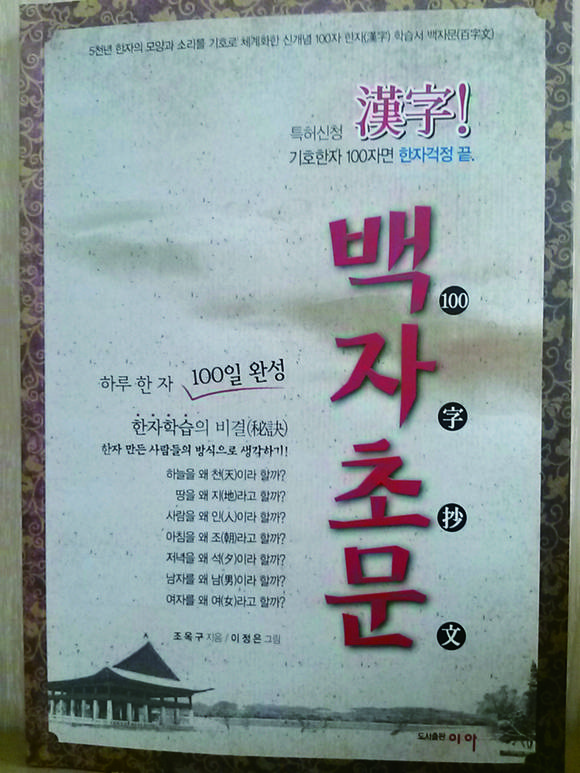 5천년 한자의 모양과 소리를 기호로 체계화한 신개념 100자 한자(漢字) 학습서 백자문(百字文)
특허신청 漢字!
기호한자 100자면 한자걱정 끝.
백자초문
100字抄文
하루 한 자 100일 완성
한자학습의 비결(秘訣)
한자 만든 사람들의 방식으로 생각하기!
하늘을 왜 천(天)이라 할까?
땅을 왜 지(地)라고 할까?
사람을 왜 인(人)이라 할까?
아침을 왜 조(朝)라고 할까?
저녁을 왜 석(夕)이라 할까?
남자를 왜 남(男)이라 할까?
여자를 왜 여(女)라고 할까?
조옥구 지음 / 이정은 그림
도서출판 이아